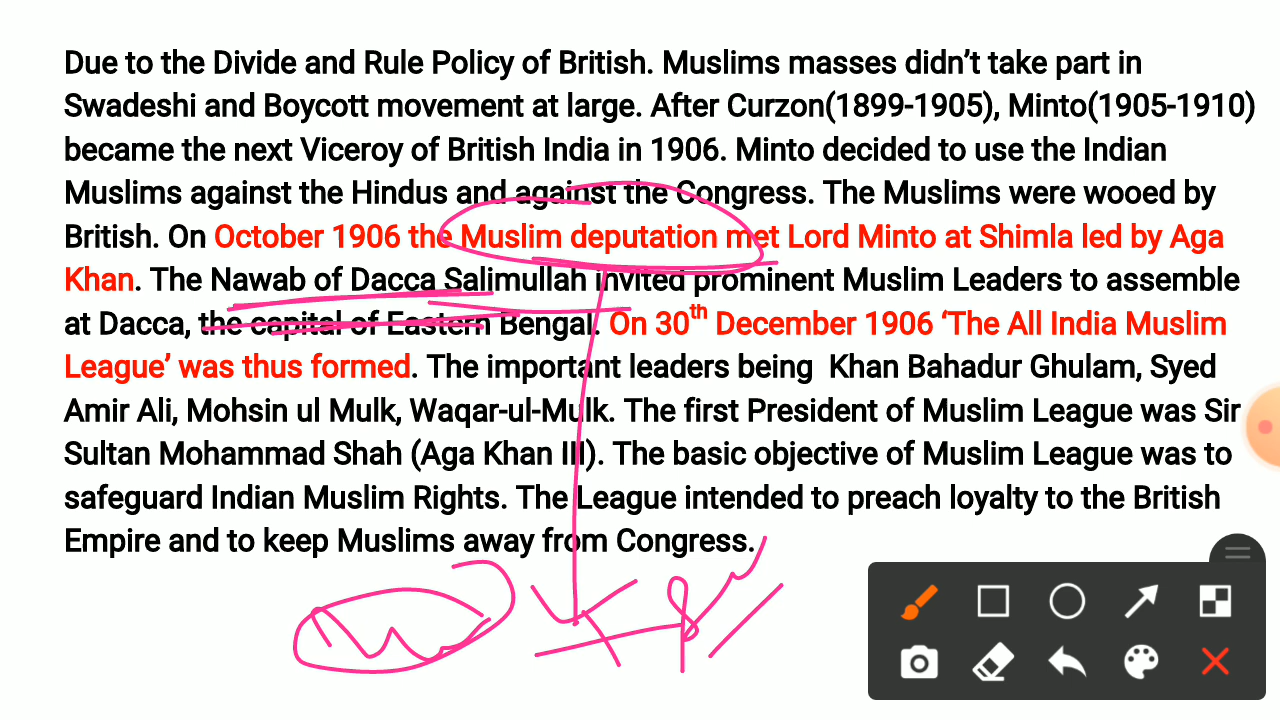 Due to the Divide and Rule Policy of British. Muslims masses didn't take part in
Swadeshi and Boycott movement at large. After Curzon(1899-1905), Minto(1905-1910)
became the next Viceroy of British India in 1906. Minto decided to use the Indian
Muslims against the Hindus and against the Congress. The Muslims were wooed by
British. On October 1906 the Muslim deputation met Lord Minto at Shimla led by Aga
Khan. The Nawab of Dacca Salimullah invited prominent Muslim Leaders to assemble
at Dacca, the capital of Eastern Bengal. On 30th December 1906 ‘The All India Muslim
League’ was thus formed. The important leaders being Khan Bahadur Ghulam, Syed
Amir Ali, Mohsin ul Mulk, Waqar-ul-Mulk. The first President of Muslim League was Sir
Sultan Mohammad Shah (Aga Khan III). The basic objective of Muslim League was to
safeguard Indian Muslim Rights. The League intended to preach loyalty to the British
Empire and to keep Muslims away from Congress.